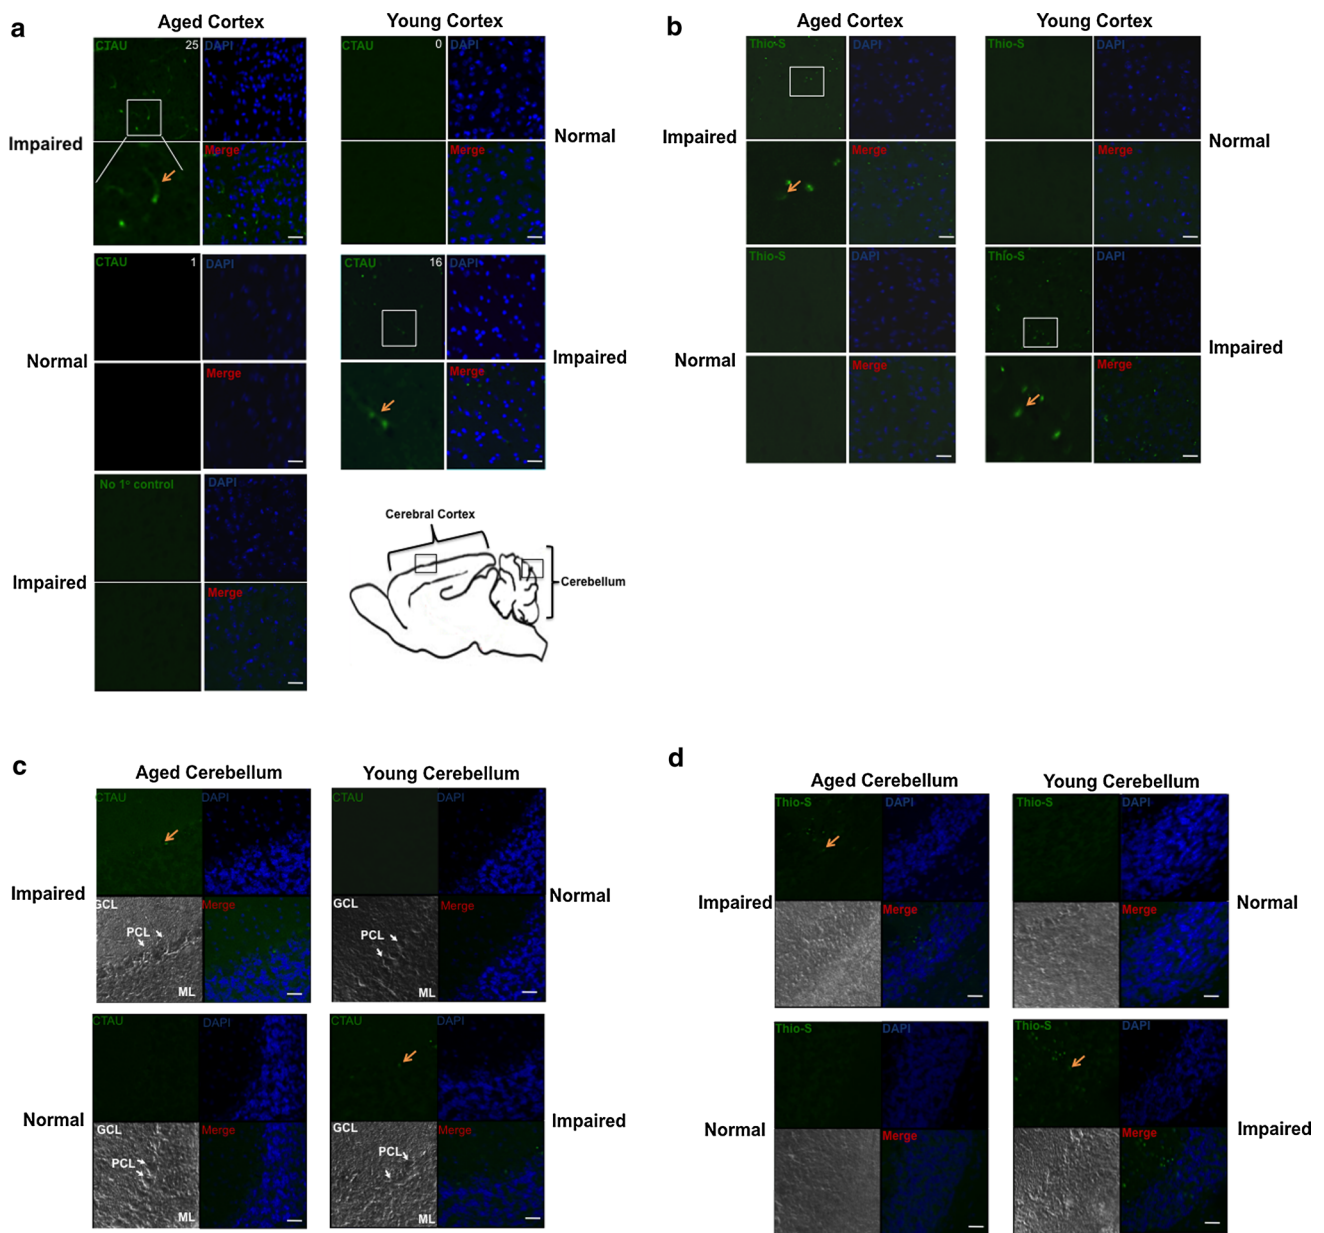 a
Aged Cortex
Young Cortex
CTAU 25 DAPI
CTAU 0 DAPI
Impaired
Normal
Merge
Merge
CTAU 1 DAPI
CTAU 16 DAPI
Normal
Impaired
Merge
Merge
No 1° control DAPI
Impaired
Merge
Cerebral Cortex
Cerebellum
b
Aged Cortex
Young Cortex
Thio-S DAPI
Thio-S DAPI
Impaired
Normal
Merge
Merge
Thio-S DAPI
Thio-S DAPI
Normal
Impaired
Merge
Merge
c
Aged Cerebellum
Young Cerebellum
CTAU DAPI
CTAU DAPI
Impaired
Normal
GCL Merge
GCL Merge
PCL
PCL
ML
ML
CTAU DAPI
CTAU DAPI
Normal
Impaired
GCL Merge
GCL Merge
PCL
PCL
ML
ML
d
Aged Cerebellum
Young Cerebellum
Thio-S DAPI
Thio-S DAPI
Impaired
Normal
Merge
Merge
Thio-S DAPI
Thio-S DAPI
Normal
Impaired
Merge
Merge